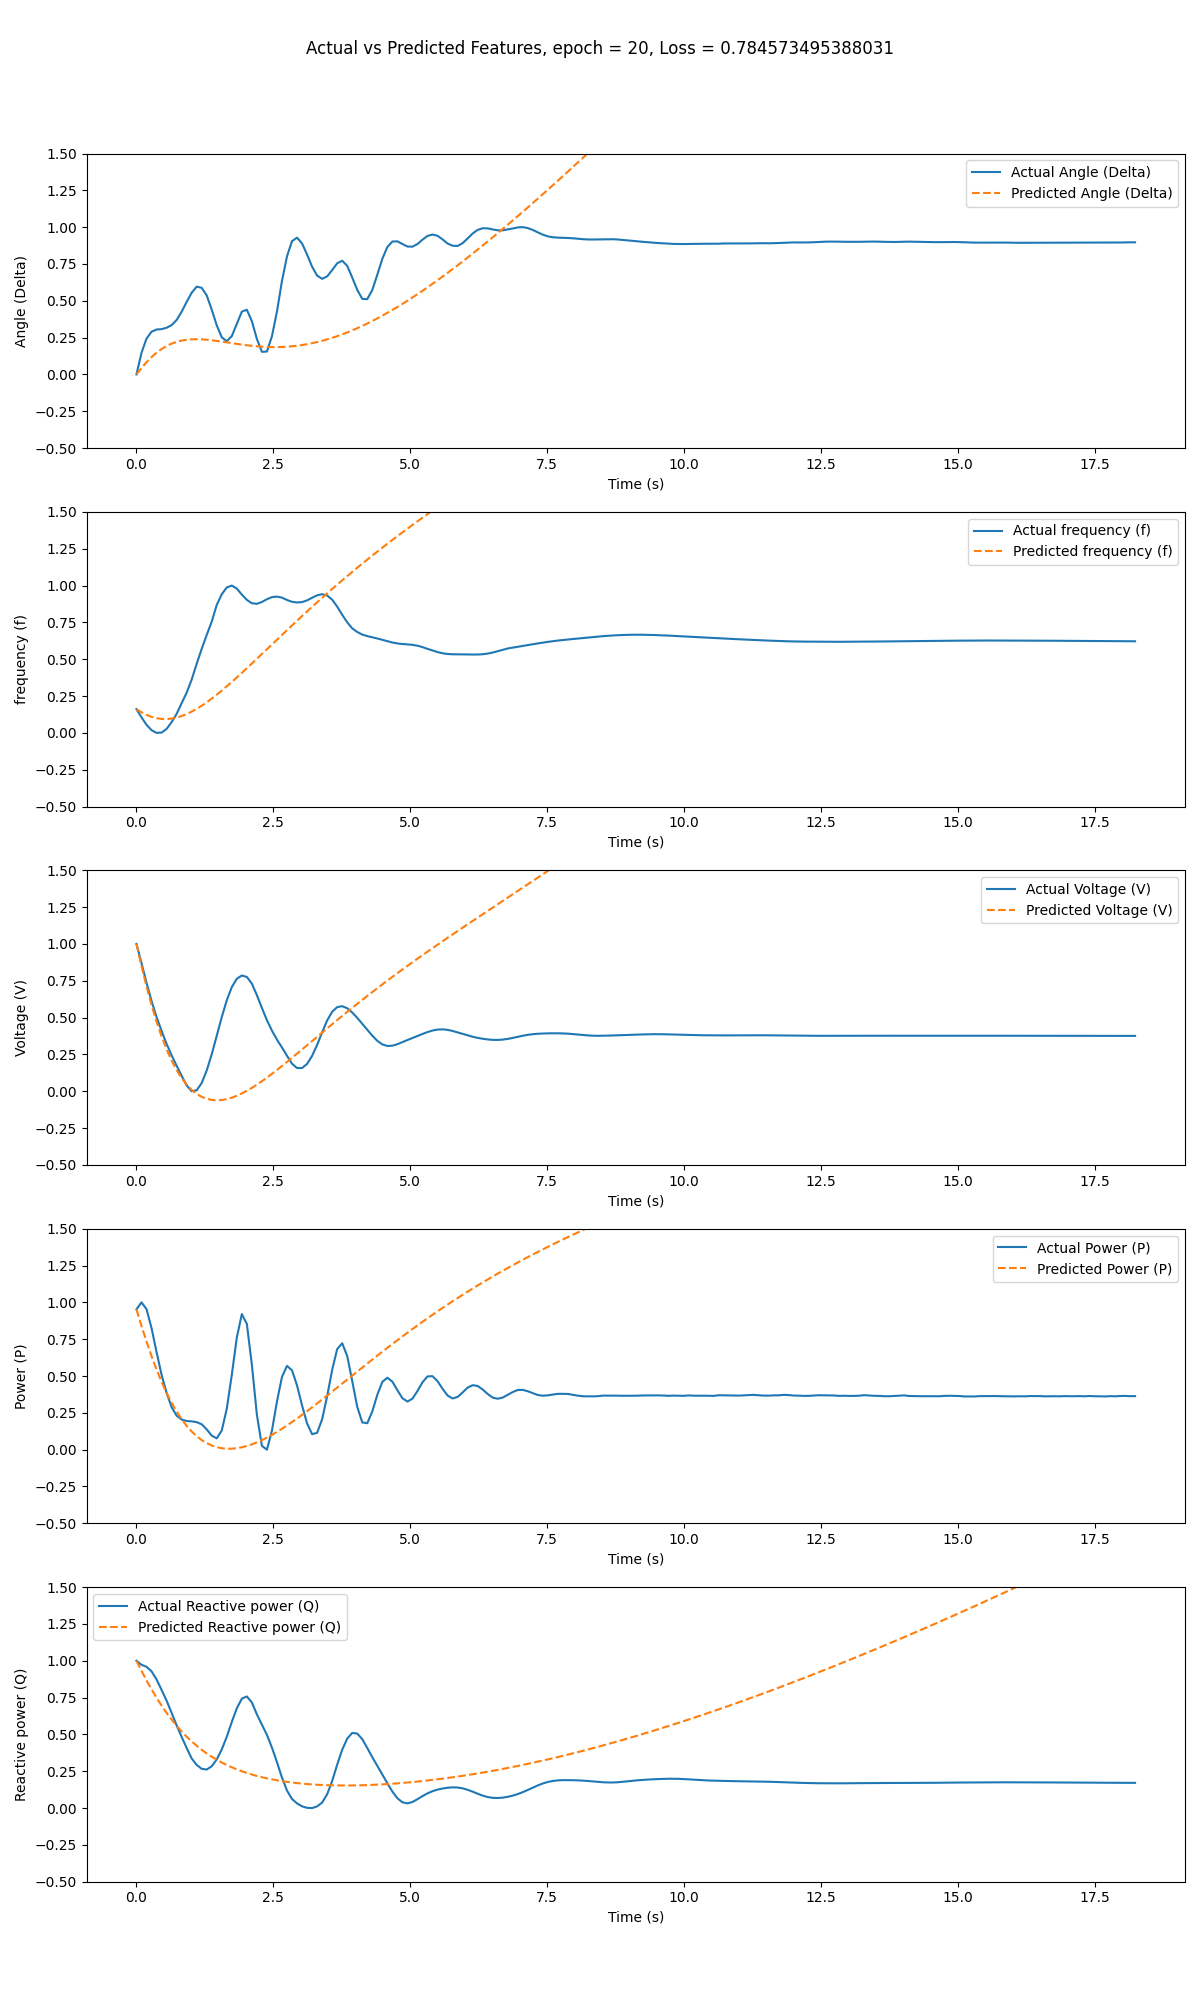 Actual vs Predicted Features, epoch = 20, Loss = 0.784573495388031
1.50
1.25
1.00
0.75
0.50
0.25
0.00
−0.25
−0.50
Angle (Delta)
Actual Angle (Delta)
Predicted Angle (Delta)
0.0 2.5 5.0 7.5 10.0 12.5 15.0 17.5
Time (s)
1.50
1.25
1.00
0.75
0.50
0.25
0.00
−0.25
−0.50
frequency (f)
Actual frequency (f)
Predicted frequency (f)
0.0 2.5 5.0 7.5 10.0 12.5 15.0 17.5
Time (s)
1.50
1.25
1.00
0.75
0.50
0.25
0.00
−0.25
−0.50
Voltage (V)
Actual Voltage (V)
Predicted Voltage (V)
0.0 2.5 5.0 7.5 10.0 12.5 15.0 17.5
Time (s)
1.50
1.25
1.00
0.75
0.50
0.25
0.00
−0.25
−0.50
Power (P)
Actual Power (P)
Predicted Power (P)
0.0 2.5 5.0 7.5 10.0 12.5 15.0 17.5
Time (s)
1.50
1.25
1.00
0.75
0.50
0.25
0.00
−0.25
−0.50
Reactive power (Q)
Actual Reactive power (Q)
Predicted Reactive power (Q)
0.0 2.5 5.0 7.5 10.0 12.5 15.0 17.5
Time (s)